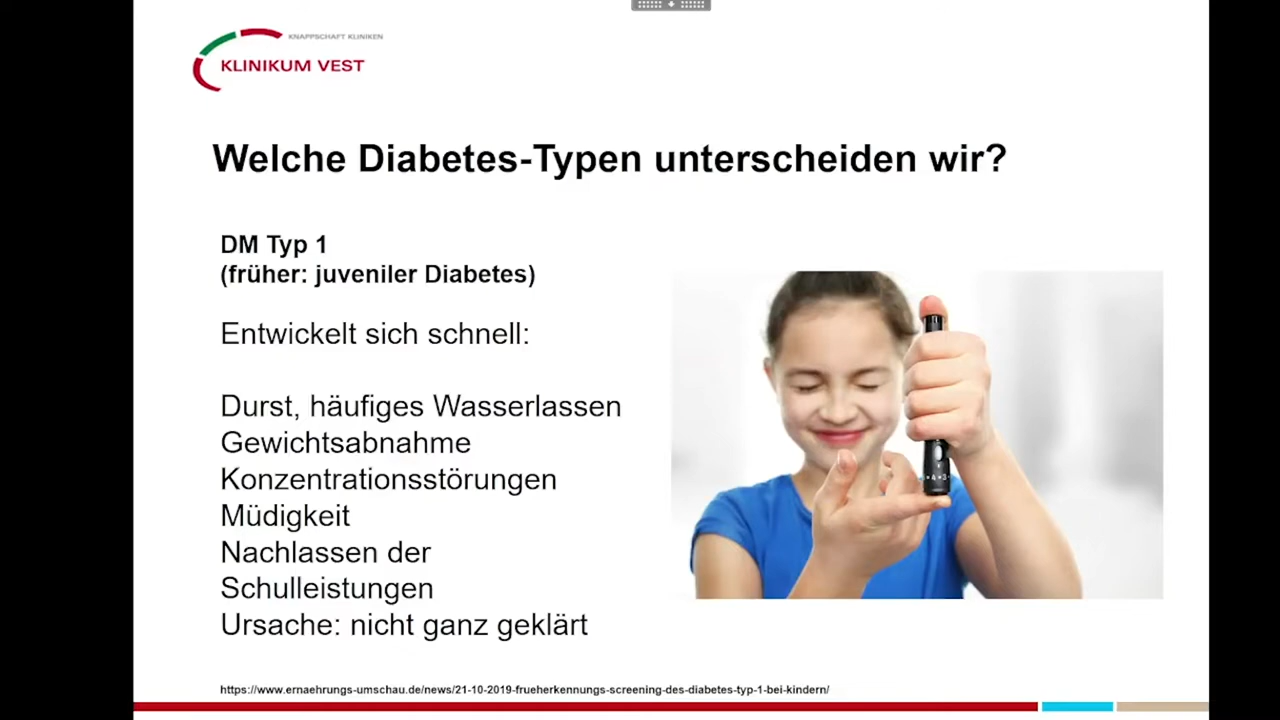 KNAPPSCHAFT KLINIKEN
KLINIKUM VEST
Welche Diabetes-Typen unterscheiden wir?
DM Typ 1
(früher: juveniler Diabetes)
Entwickelt sich schnell:
Durst, häufiges Wasserlassen
Gewichtsabnahme
Konzentrationsstörungen
Müdigkeit
Nachlassen der
Schulleistungen
Ursache: nicht ganz geklärt
https://www.ernaehrungs-umschau.de/news/21-10-2019-frueherkennungs-screening-des-diabetes-typ-1-bei-kindern/